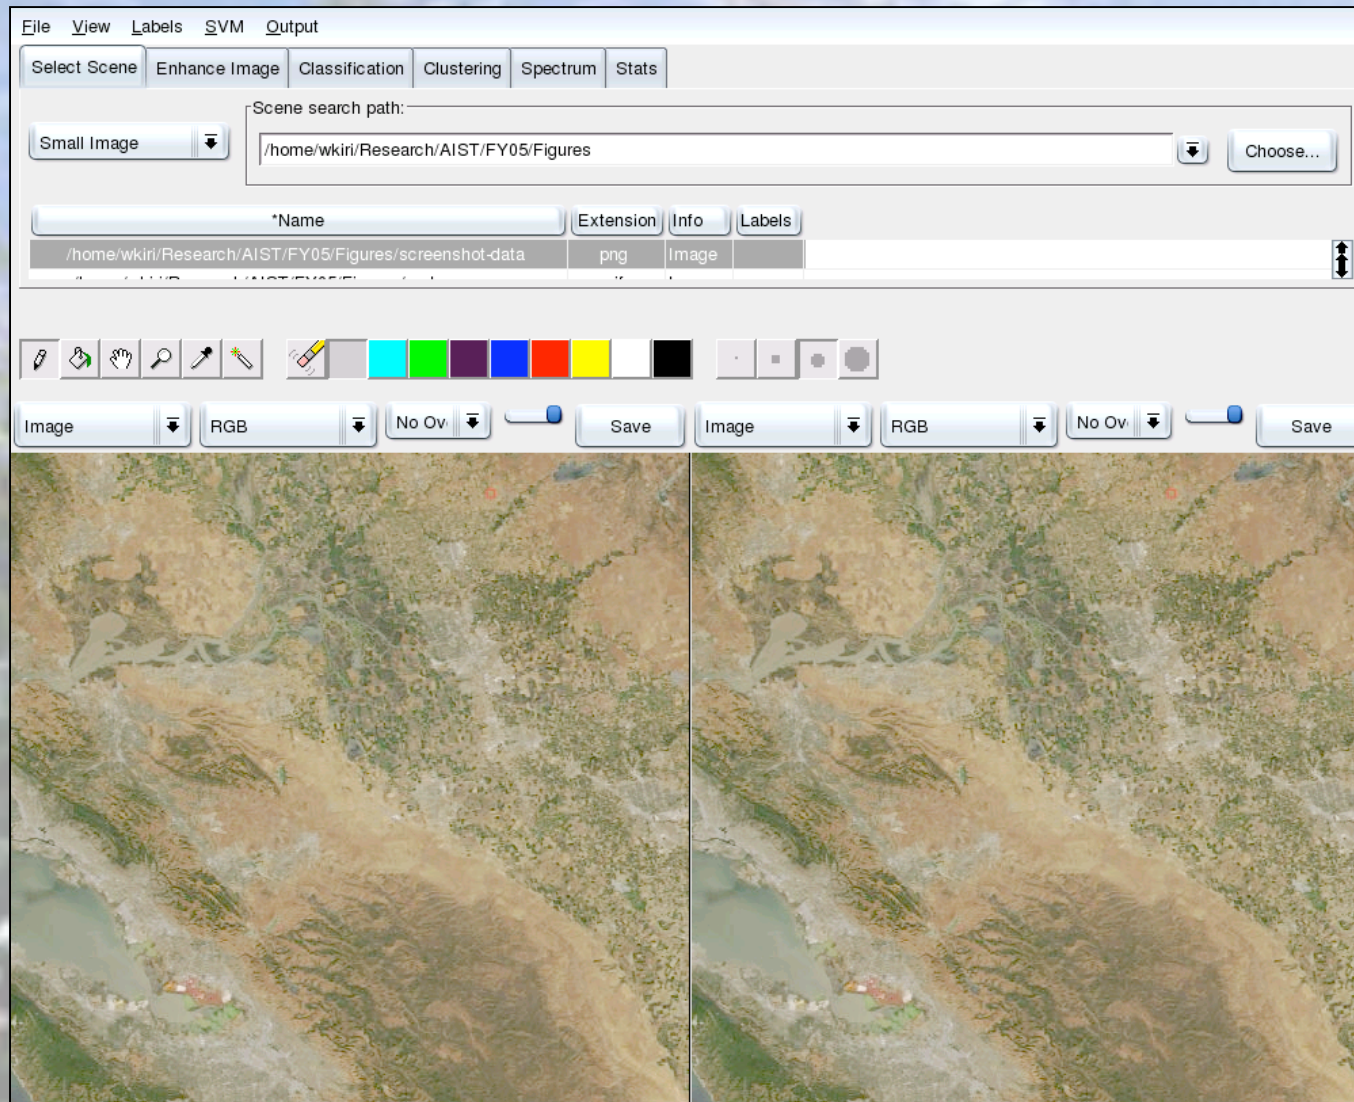 File View Labels SVM Output
Select Scene Enhance Image Classification Clustering Spectrum Stats
Scene search path:
Small Image /home/wkiri/Research/AIST/FY05/Figures Choose...
*Name Extension Info Labels
/home/wkiri/Research/AIST/FY05/Figures/screenshot-data png Image
Image RGB No Ov Save Image RGB No Ov Save